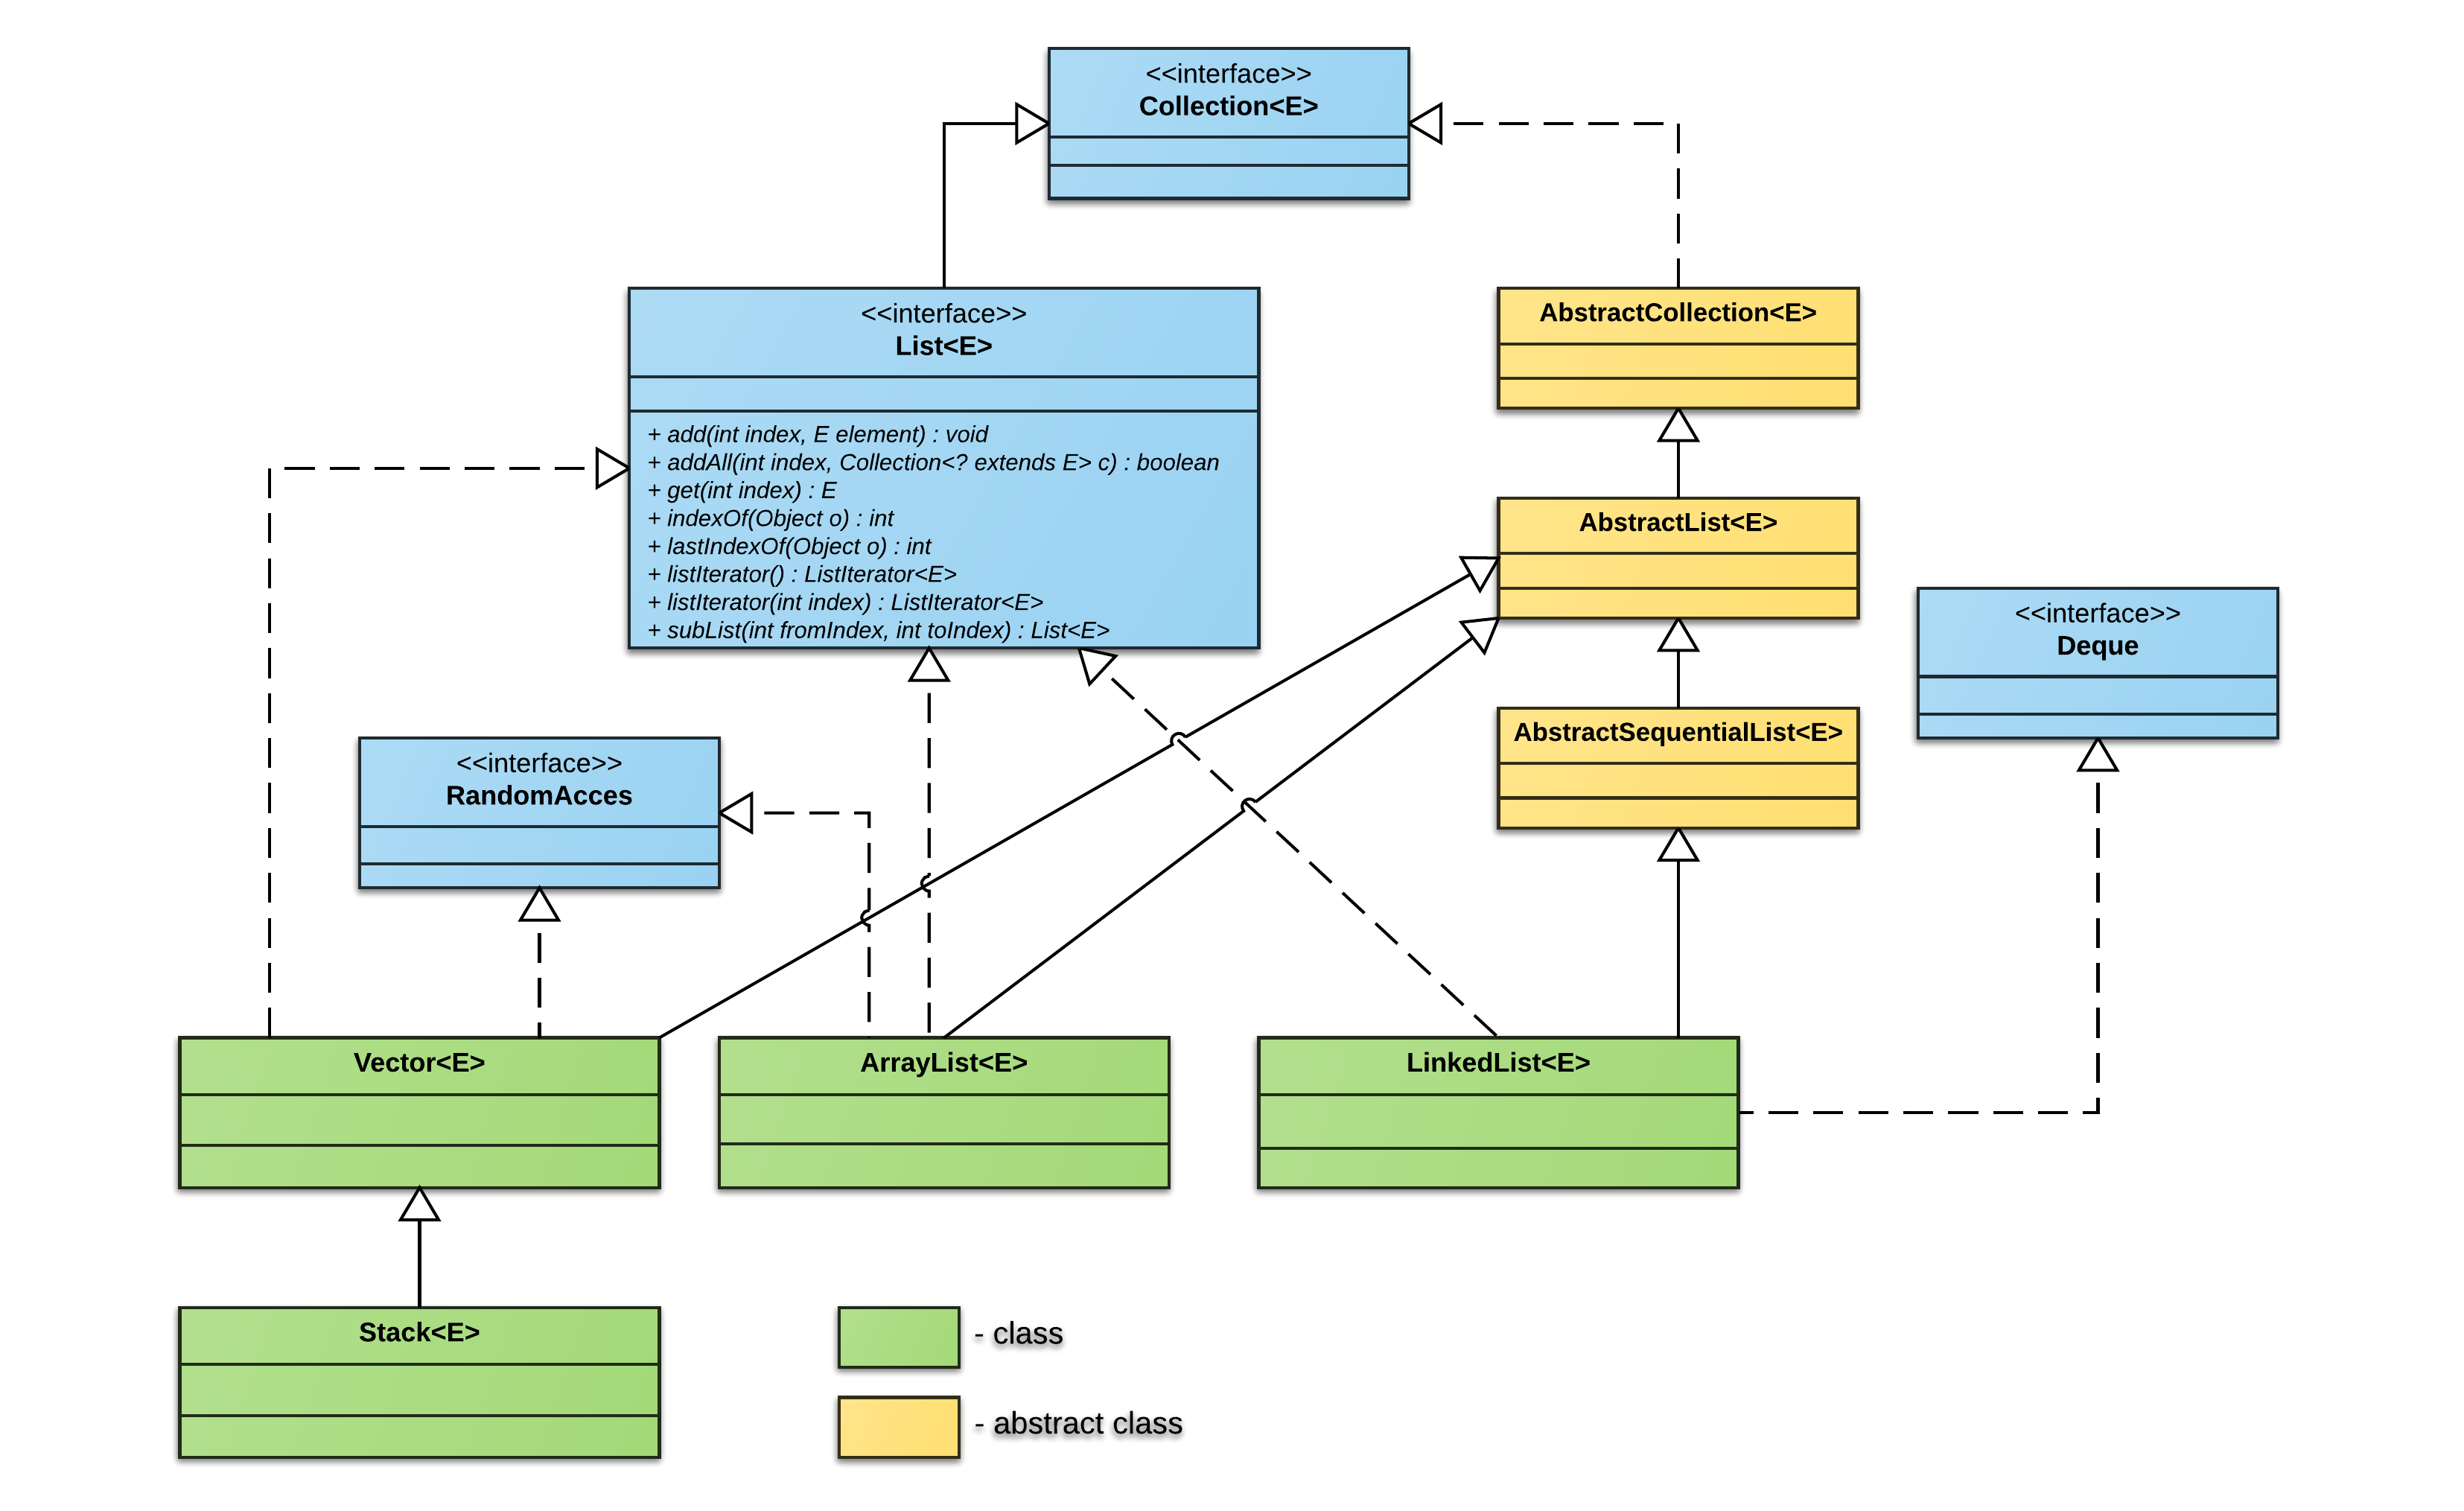 <<interface>>
Collection<E>
<<interface>>
List<E>
+ add(int index, E element) : void
+ addAll(int index, Collection<? extends E> c) : boolean
+ get(int index) : E
+ indexOf(Object o) : int
+ lastIndexOf(Object o) : int
+ listIterator() : ListIterator<E>
+ listIterator(int index) : ListIterator<E>
+ subList(int fromIndex, int toIndex) : List<E>
AbstractCollection<E>
AbstractList<E>
<<interface>>
Deque
AbstractSequentialList<E>
<<interface>>
RandomAcces
Vector<E>
ArrayList<E>
LinkedList<E>
Stack<E>
- class
- abstract class